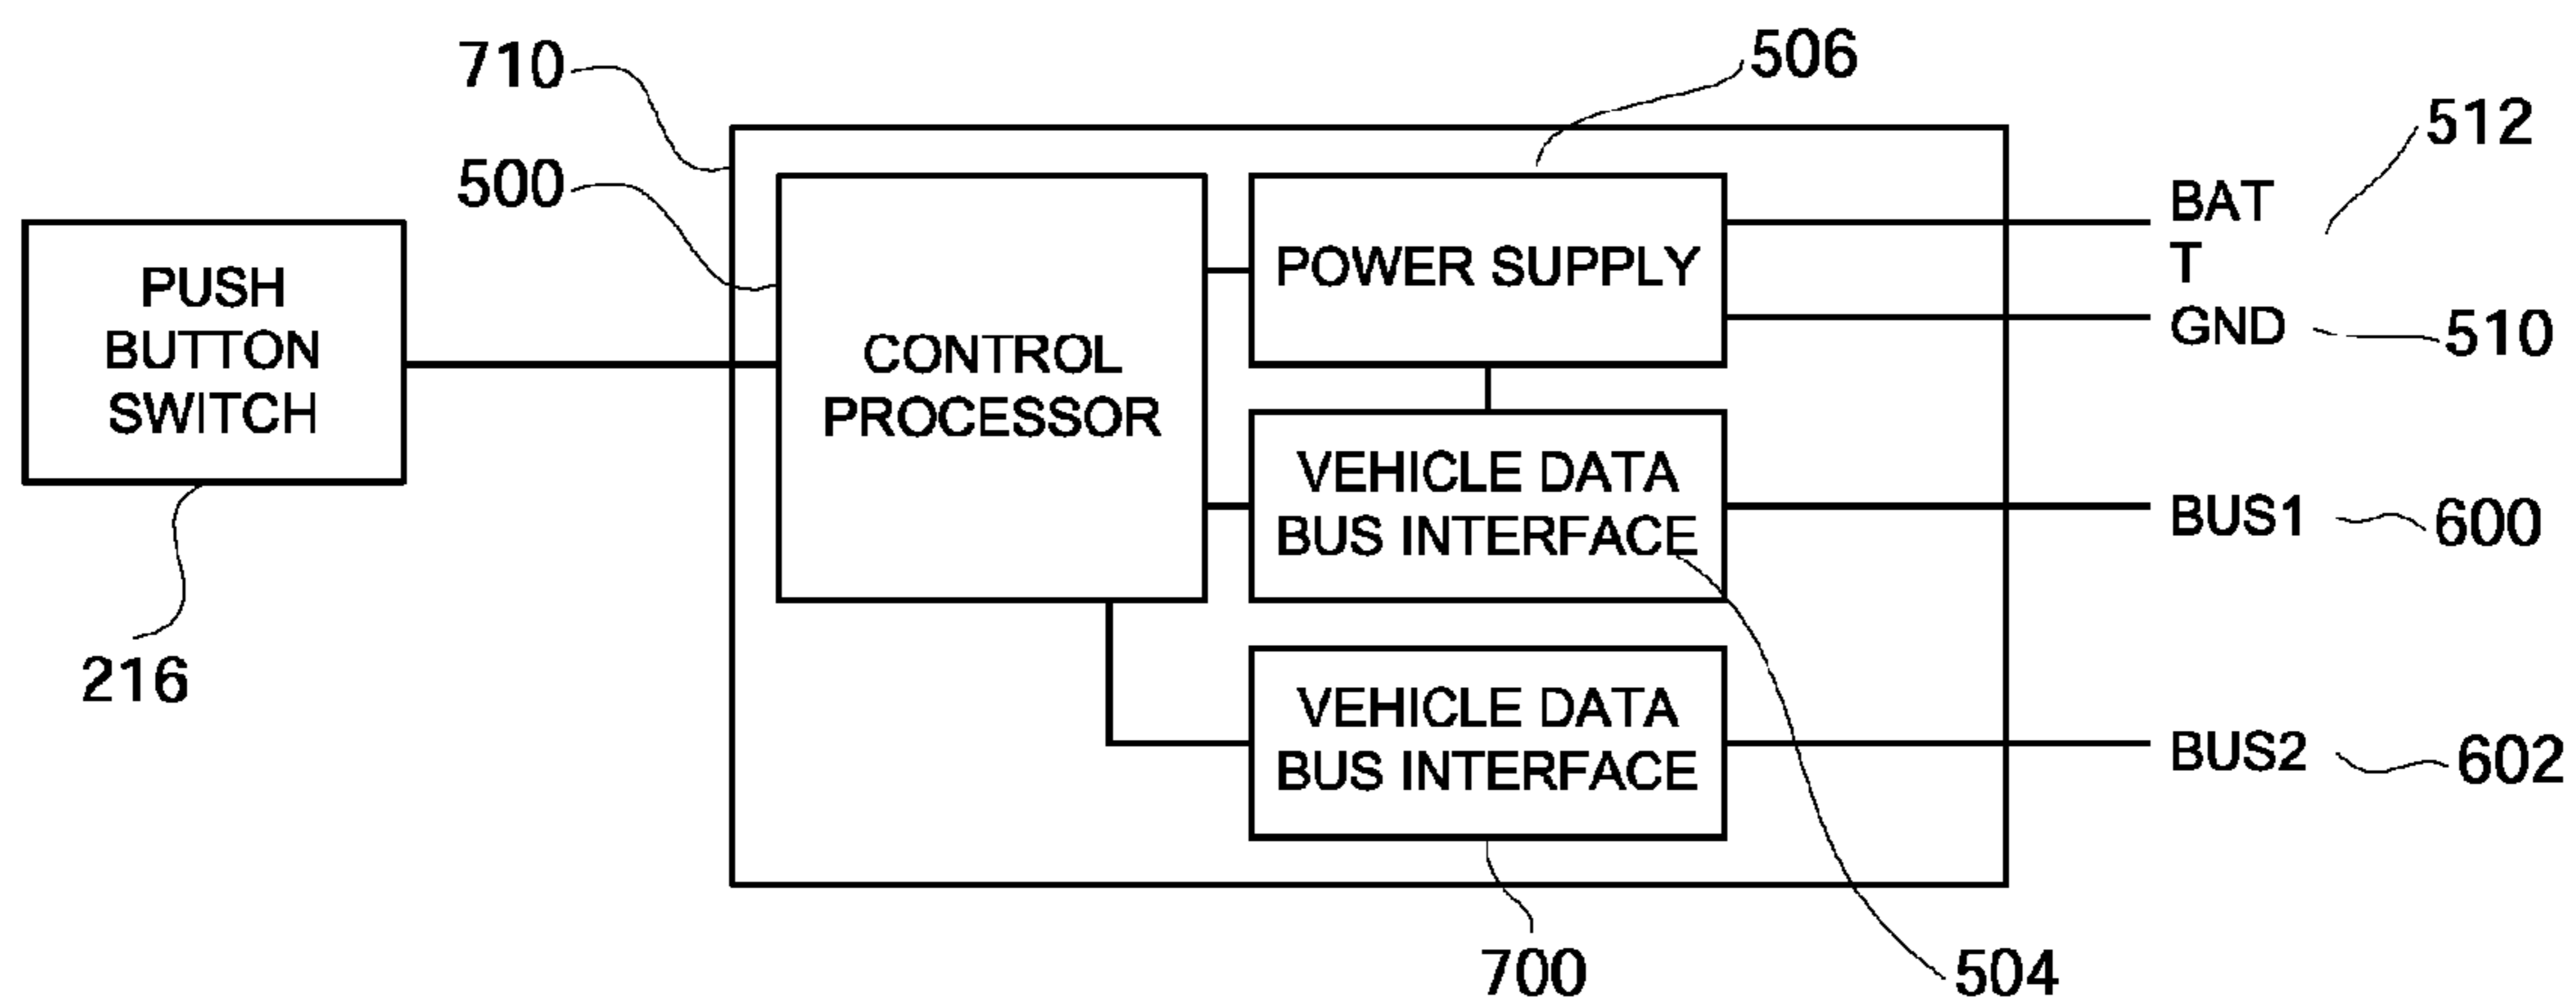 710
506
512
500
BAT
T
PUSH
BUTTON
SWITCH
POWER SUPPLY
GND
510
CONTROL
PROCESSOR
VEHICLE DATA
BUS INTERFACE
BUS1
600
216
VEHICLE DATA
BUS INTERFACE
BUS2
602
700
504